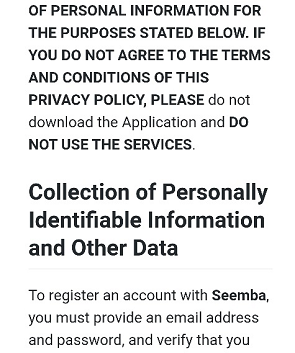 OF PERSONAL INFORMATION FOR
THE PURPOSES STATED BELOW. IF
YOU DO NOT AGREE TO THE TERMS
AND CONDITIONS OF THIS
PRIVACY POLICY, PLEASE do not
download the Application and DO
NOT USE THE SERVICES.
Collection of Personally
Identifiable Information
and Other Data
To register an account with Seemba,
you must provide an email address
and password, and verify that you